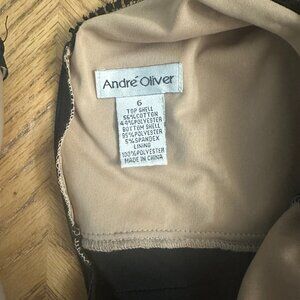 André Oliver
6
TOP SHELL
56%COTTON
44%POLYESTER
BOTTOM SHELL
95%POLYESTER
5%SPANDEX
LINING
100%POLYESTER
MADE IN CHINA